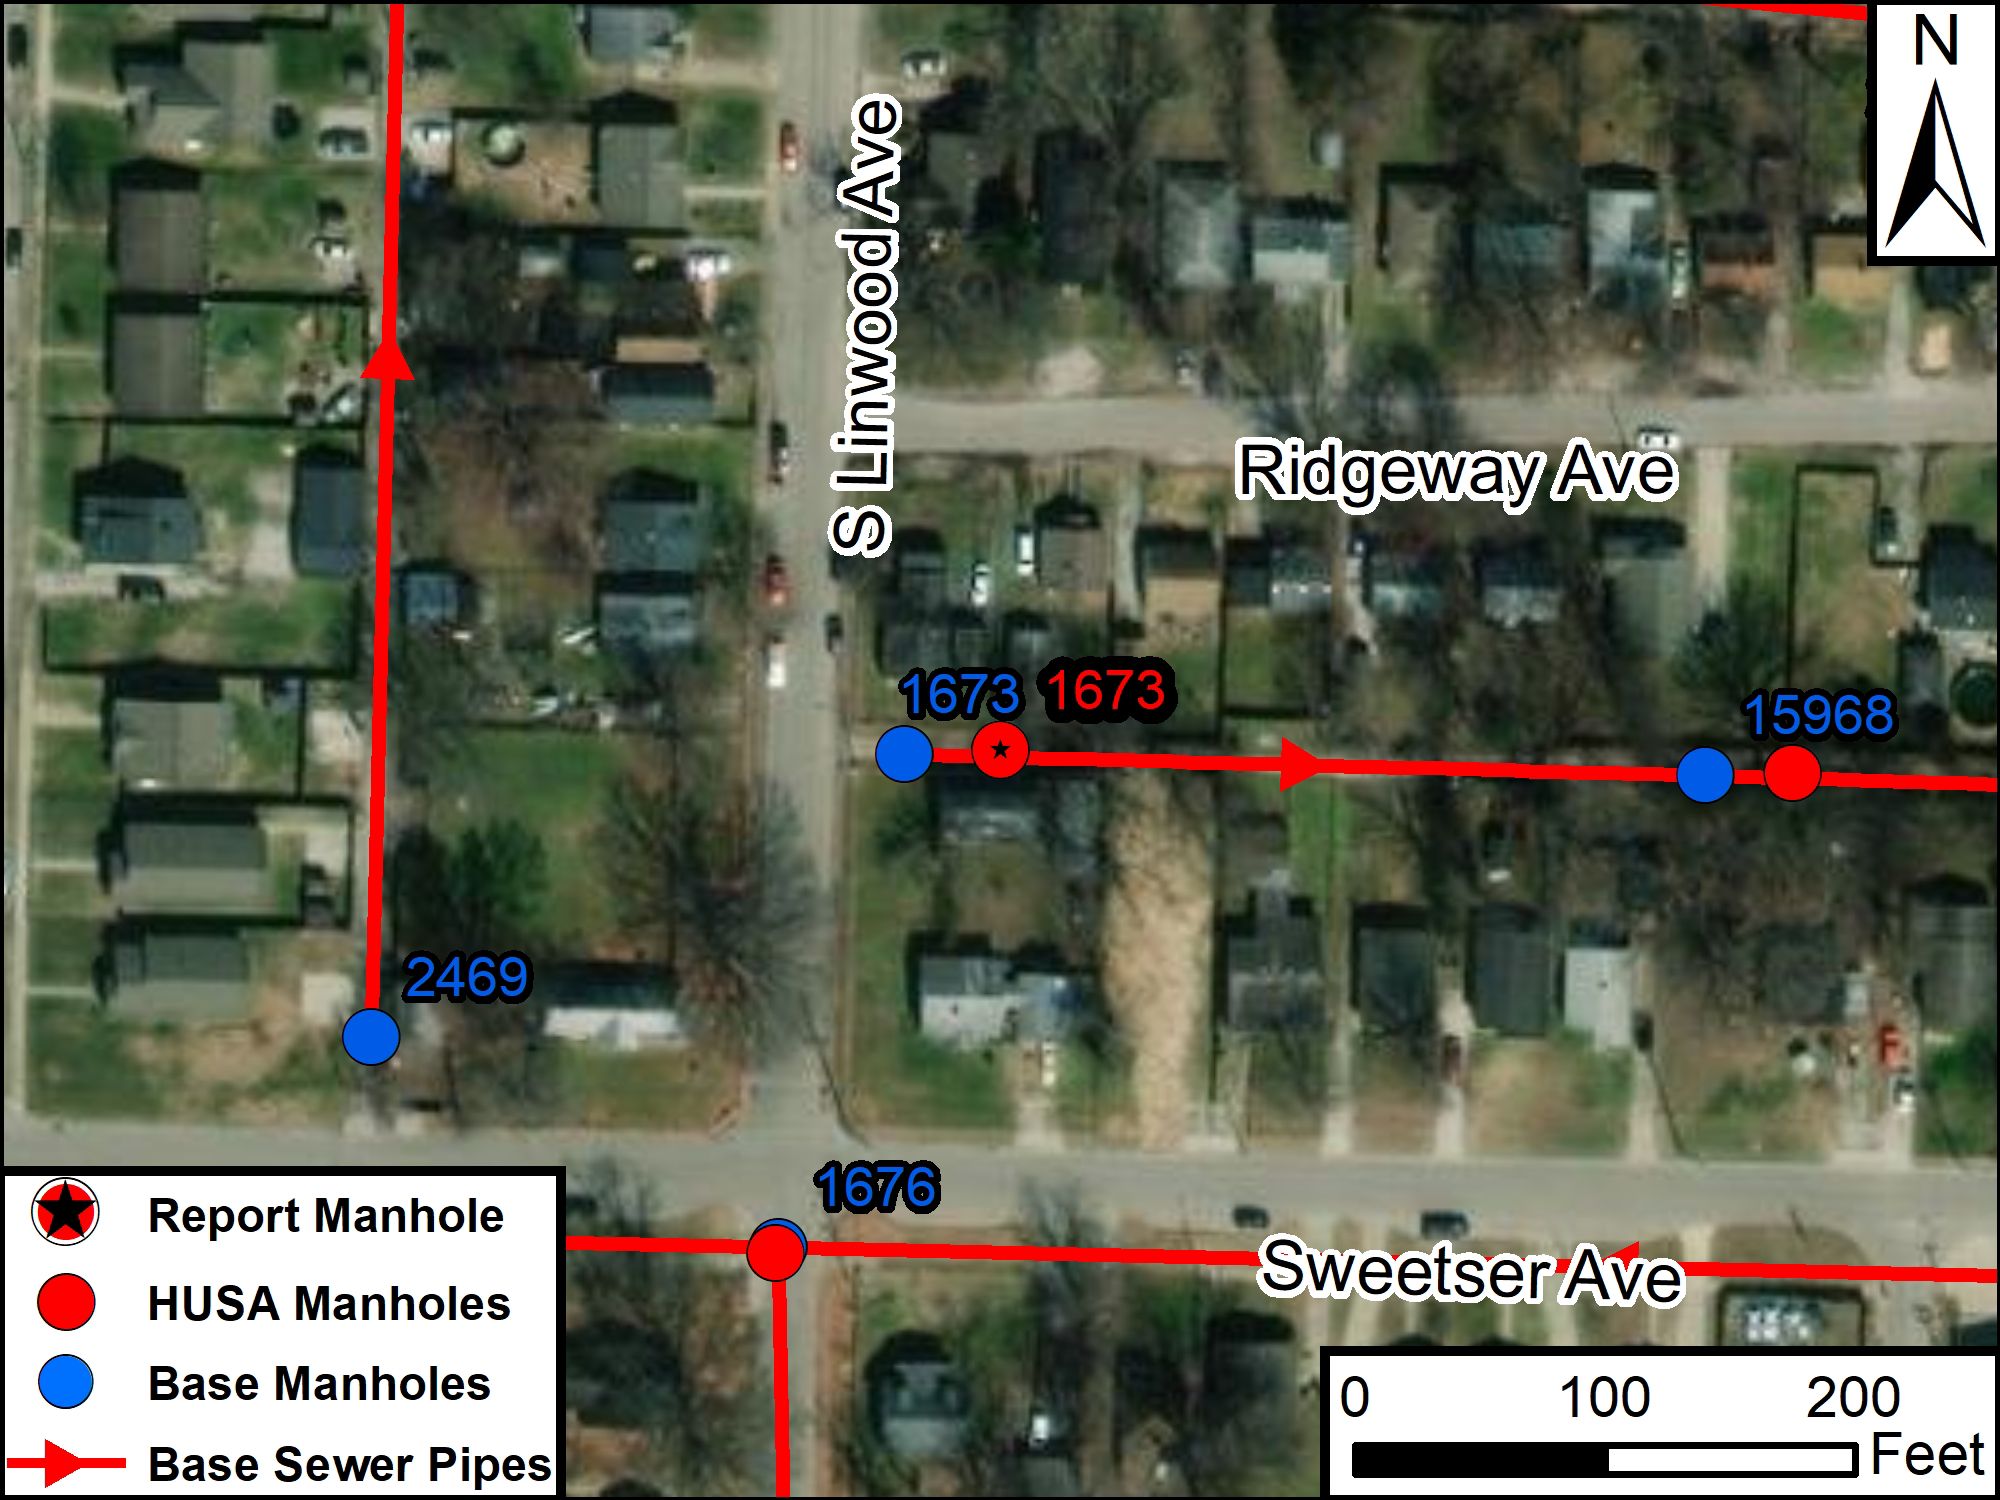 N
S Linwood Ave
Ridgeway Ave
1673
1673
15968
2469
1676
Sweetser Ave
Report Manhole
HUSA Manholes
Base Manholes
Base Sewer Pipes
0 100 200
Feet